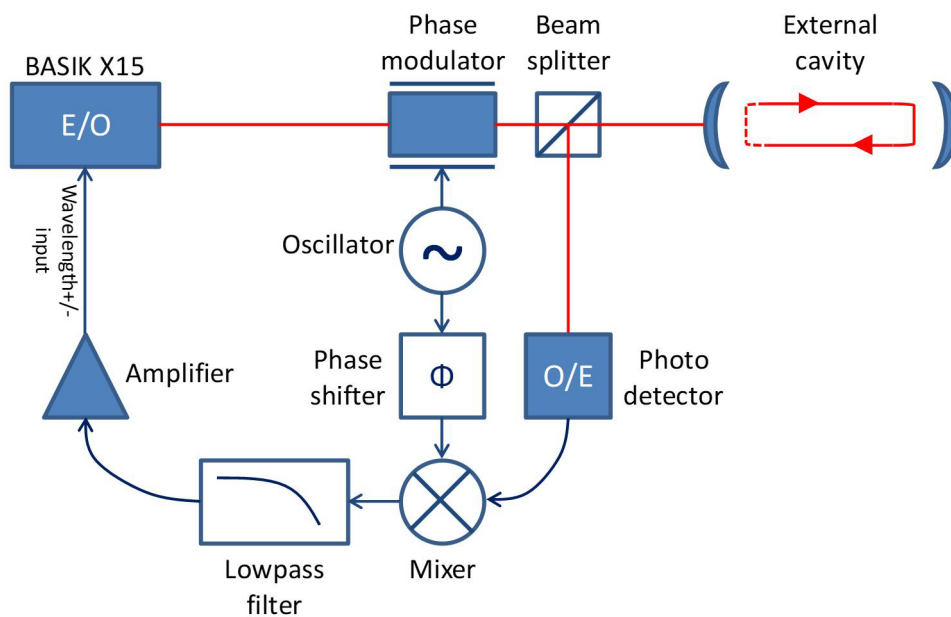 Phase
modulator
Beam
splitter
External
cavity
BASIK X15
E/O
Wavelength+/-
input
Oscillator
~
Amplifier
Phase
shifter
Φ
O/E
Photo
detector
Lowpass
filter
Mixer